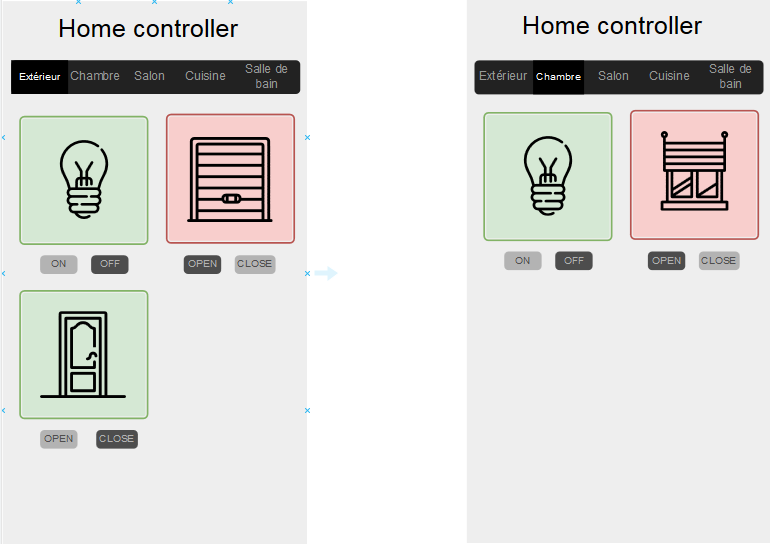 Home controller
Extérieur Chambre Salon Cuisine Salle de
bain
ON OFF OPEN CLOSE
OPEN CLOSE
Home controller
Extérieur Chambre Salon Cuisine Salle de
bain
ON OFF OPEN CLOSE